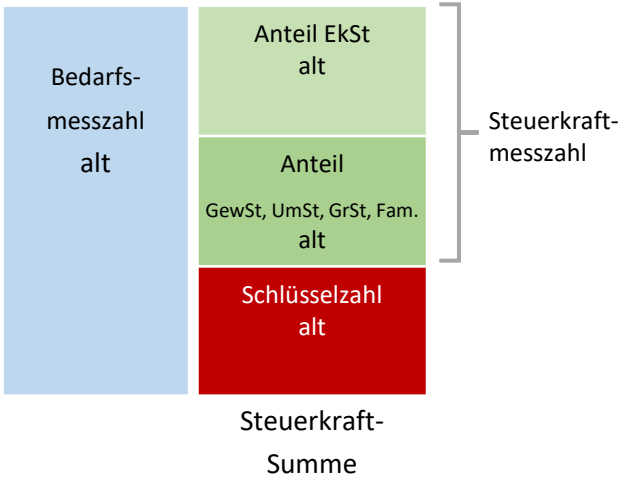 Bedarfs-
messzahl
alt
Anteil EkSt
alt
Anteil
GewSt, UmSt, GrSt, Fam.
alt
Schlüsselzahl
alt
Steuerkraft-
messzahl
Steuerkraft-
Summe